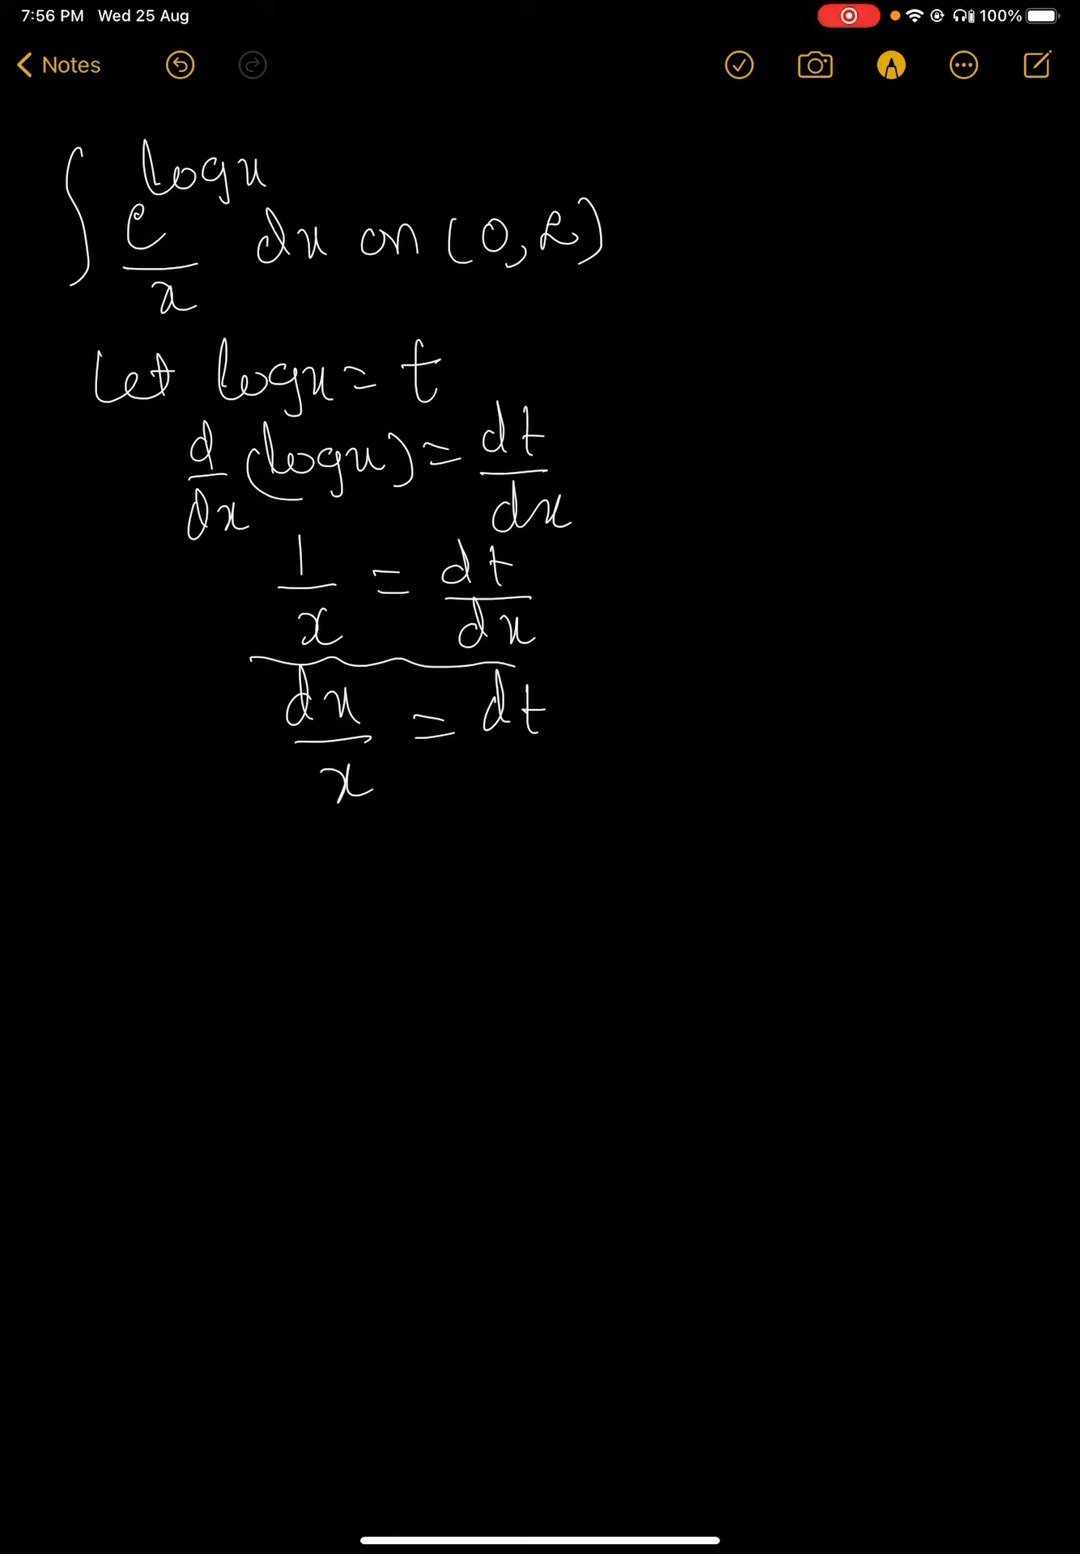 7:56 PM Wed 25 Aug 100%
Notes
∫ e^(log x) / x dx on (0,2)
Let log x = t
d/dx (log x) = dt/dx
1/x = dt/dx
dx/x = dt